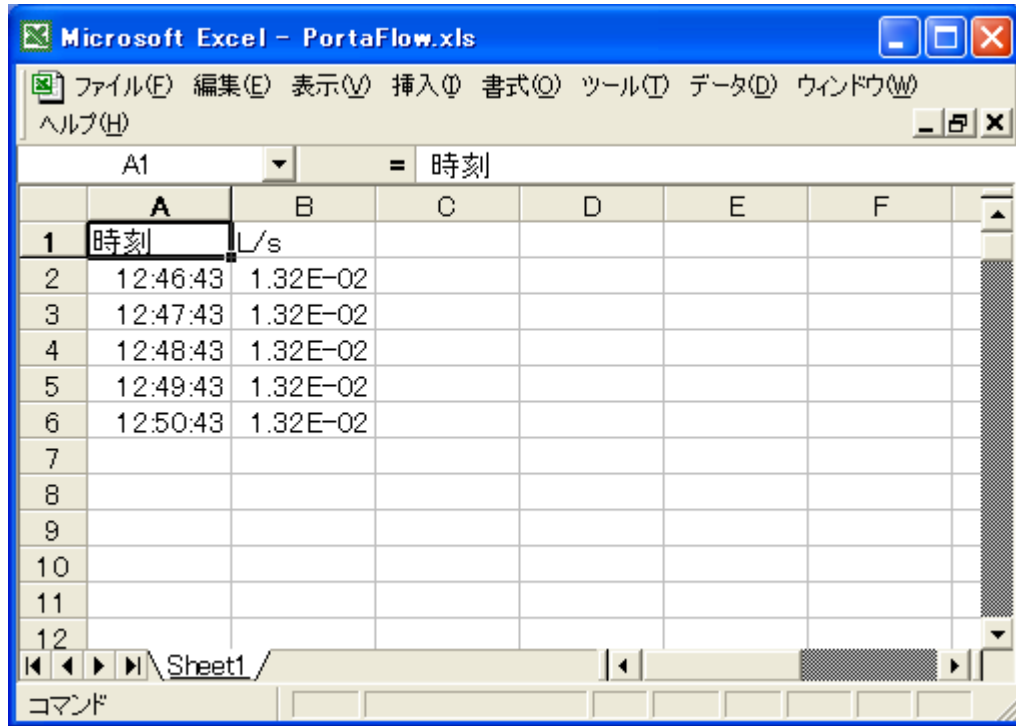 Microsoft Excel - PortaFlow.xls
ファイル(F) 編集(E) 表示(V) 挿入(I) 書式(O) ツール(T) データ(D) ウィンドウ(W)
ヘルプ(H)
A1 = 時刻
A B C D E F
1 時刻 L/s
2 12:46:43 1.32E-02
3 12:47:43 1.32E-02
4 12:48:43 1.32E-02
5 12:49:43 1.32E-02
6 12:50:43 1.32E-02
7
8
9
10
11
12
Sheet1
コマンド